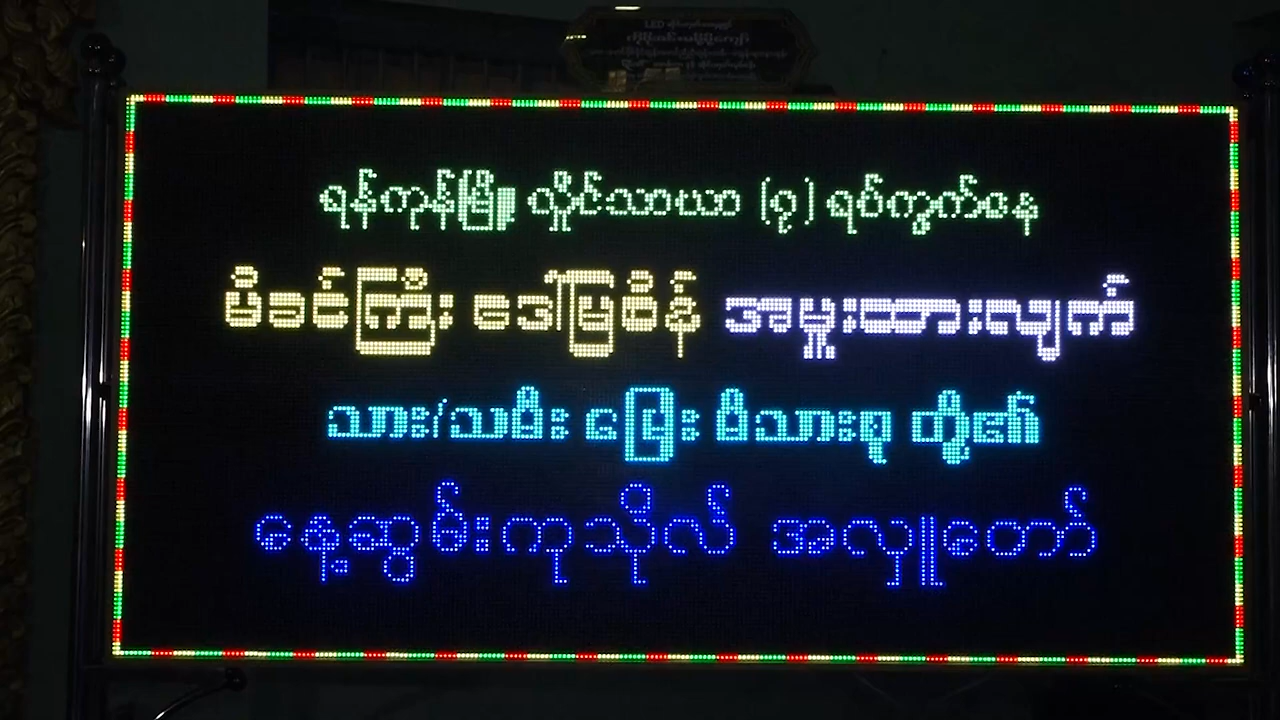 ရန်ကုန်မြို့ လှိုင်သာယာ (၇) ရပ်ကွက်နေ
မိခင်ကြီး ဒေါ်မြစိန် အမှူးထားလျက်
သား/သမီး မြေး မိသားစု တို့၏
နေ့ဆွမ်းကုသိုလ် အလှူတော်